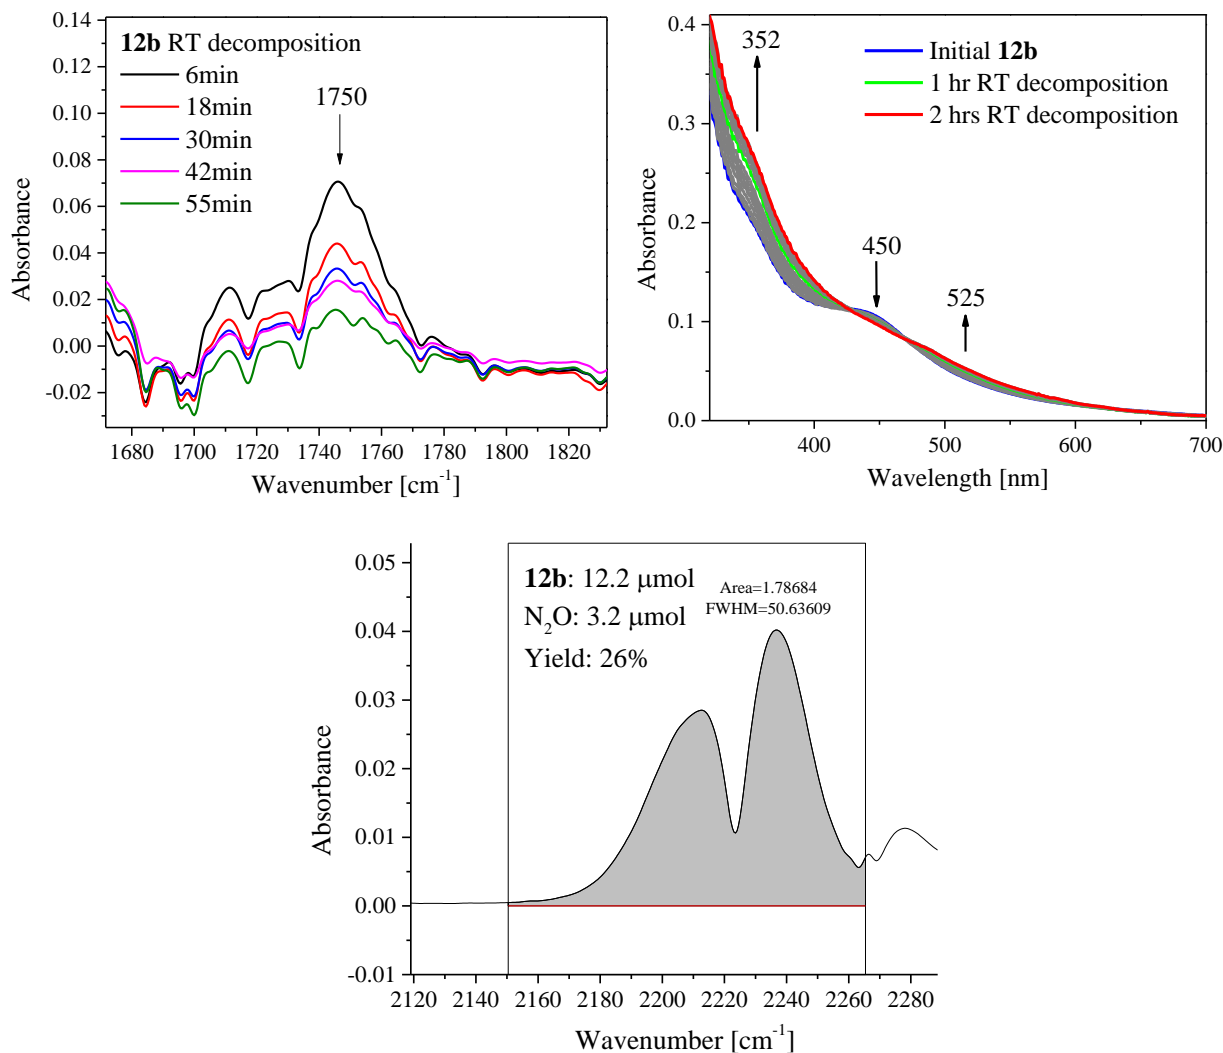 12b RT decomposition
6min
18min
30min
42min
55min
1750
0.14
0.12
0.10
0.08
0.06
0.04
0.02
0.00
-0.02
Absorbance
1680 1700 1720 1740 1760 1780 1800 1820
Wavenumber [cm⁻¹]
Initial 12b
1 hr RT decomposition
2 hrs RT decomposition
352
450
525
0.4
0.3
0.2
0.1
0.0
Absorbance
400 500 600 700
Wavelength [nm]
12b: 12.2 μmol
N₂O: 3.2 μmol
Yield: 26%
Area=1.78684
FWHM=50.63609
0.05
0.04
0.03
0.02
0.01
0.00
-0.01
Absorbance
2120 2140 2160 2180 2200 2220 2240 2260 2280
Wavenumber [cm⁻¹]